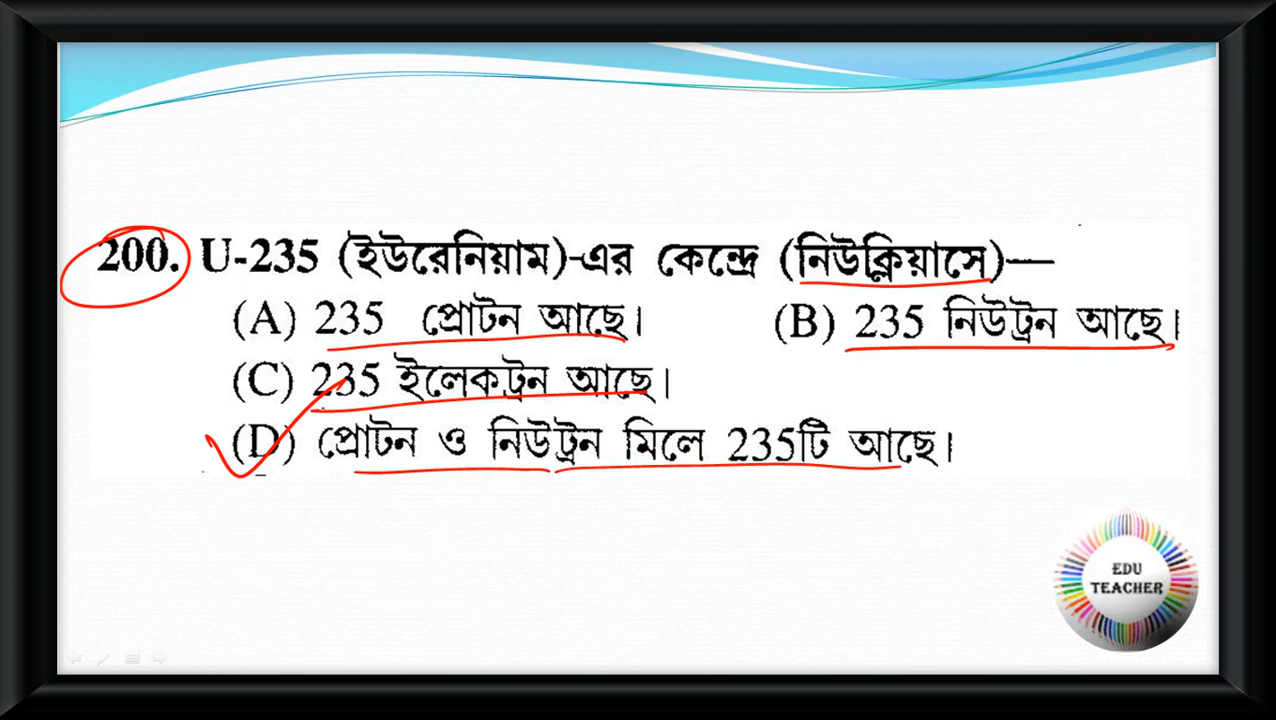 200. U-235 (ইউরেনিয়াম)-এর কেন্দ্রে (নিউক্লিয়াসে)—
(A) 235 প্রোটন আছে। (B) 235 নিউট্রন আছে।
(C) 235 ইলেকট্রন আছে।
(D) প্রোটন ও নিউট্রন মিলে 235টি আছে।
EDU
TEACHER